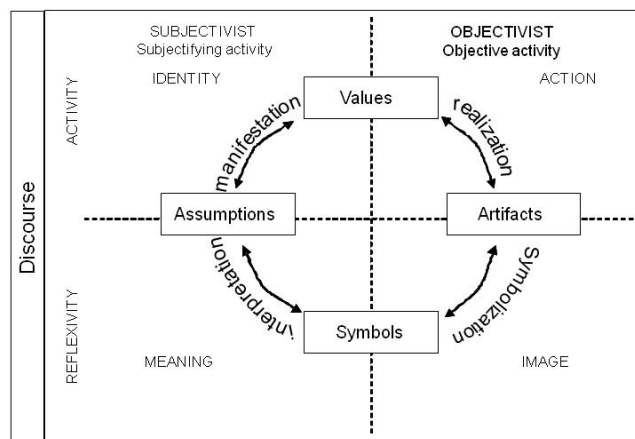 SUBJECTIVIST
Subjectifying activity
OBJECTIVIST
Objective activity
IDENTITY
ACTION
ACTIVITY
Values
manifestation
realization
Assumptions
Artifacts
Discourse
interpretation
Symbolization
Symbols
REFLEXIVITY
MEANING
IMAGE